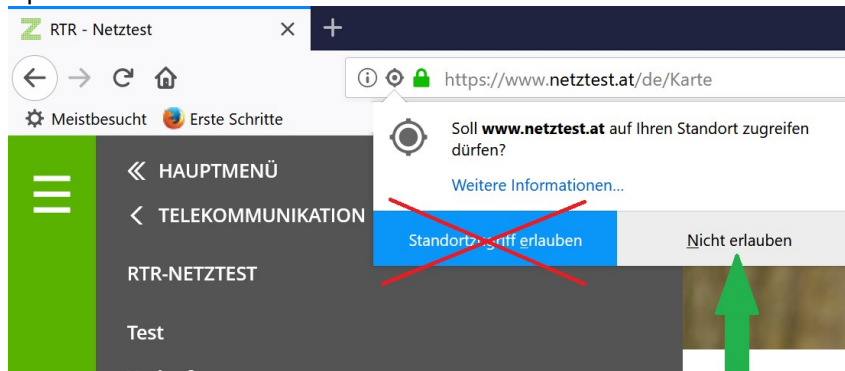 RTR - Netztest
https://www.netztest.at/de/Karte
Meistbesucht Erste Schritte
Soll www.netztest.at auf Ihren Standort zugreifen
dürfen?
Weitere Informationen...
Standortzugriff erlauben
Nicht erlauben
HAUPTMENÜ
TELEKOMMUNIKATION
RTR-NETZTEST
Test